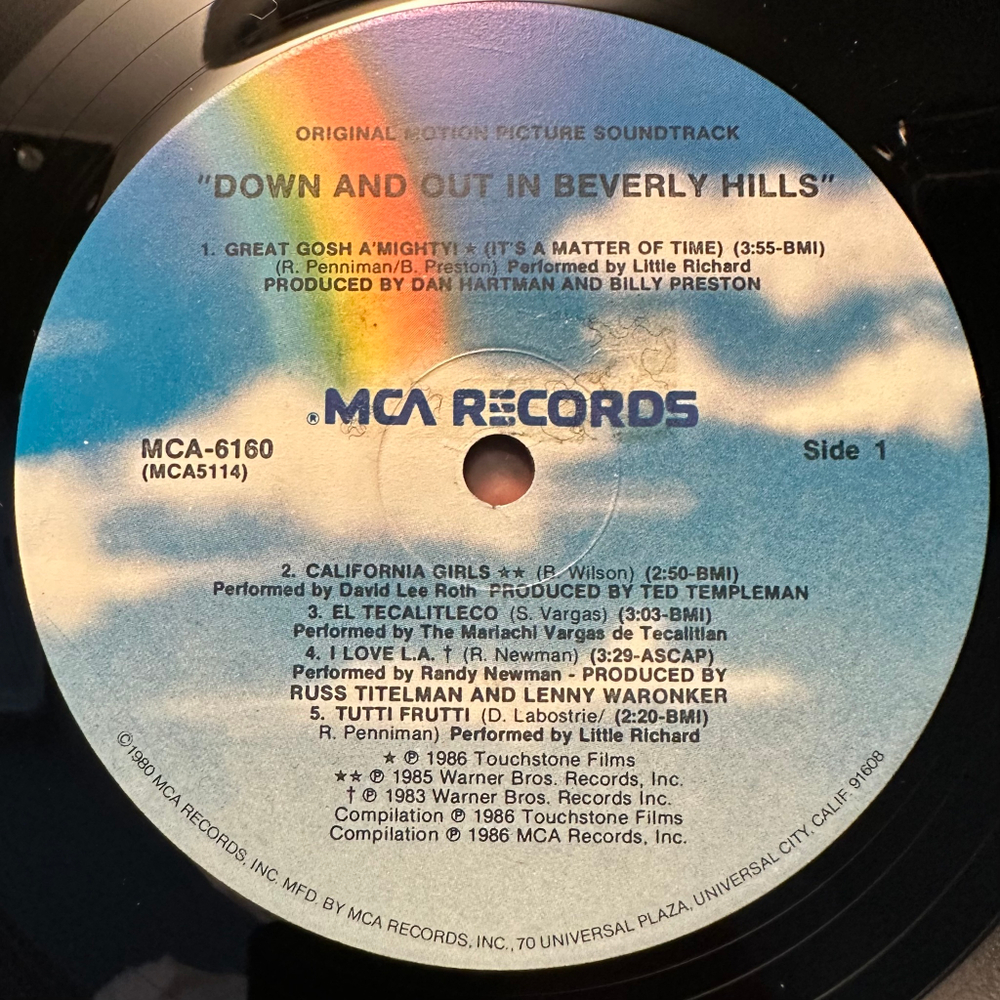 ORIGINAL MOTION PICTURE SOUNDTRACK
"DOWN AND OUT IN BEVERLY HILLS"
1. GREAT GOSH A'MIGHTY! ★ (IT'S A MATTER OF TIME) (3:55-BMI)
(R. Penniman/B. Preston) Performed by Little Richard
PRODUCED BY DAN HARTMAN AND BILLY PRESTON
®MCA RECORDS
MCA-6160
(MCA5114)
Side 1
2. CALIFORNIA GIRLS ★★ (B. Wilson) (2:50-BMI)
Performed by David Lee Roth PRODUCED BY TED TEMPLEMAN
3. EL TECALITLECO (S. Vargas) (3:03-BMI)
Performed by The Mariachi Vargas de Tecalitlan
4. I LOVE L.A. † (R. Newman) (3:29-ASCAP)
Performed by Randy Newman - PRODUCED BY
RUSS TITELMAN AND LENNY WARONKER
5. TUTTI FRUTTI (D. Labostrie/ (2:20-BMI)
R. Penniman) Performed by Little Richard
★ ℗ 1986 Touchstone Films
★★ ℗ 1985 Warner Bros. Records, Inc.
† ℗ 1983 Warner Bros. Records Inc.
Compilation ℗ 1986 Touchstone Films
Compilation ℗ 1986 MCA Records, Inc.
©1980 MCA RECORDS, INC. MFD. BY MCA RECORDS, INC., 70 UNIVERSAL PLAZA, UNIVERSAL CITY, CALIF. 91608